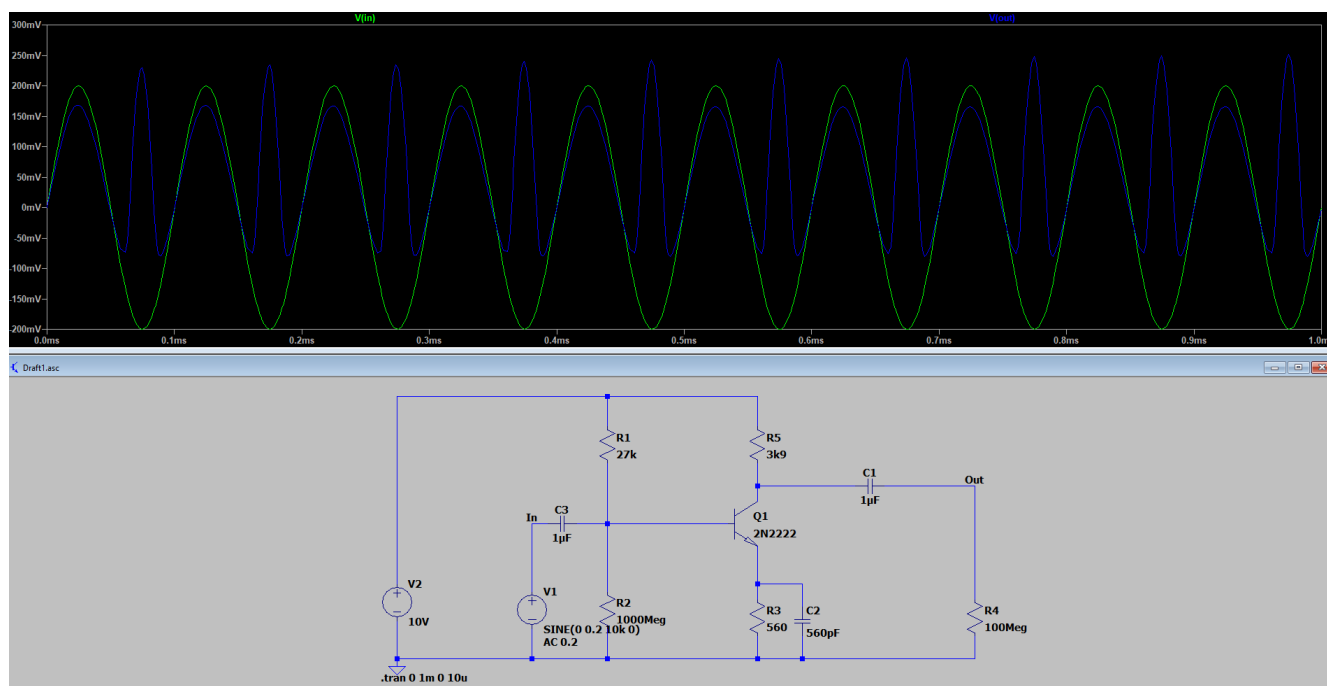 V(in) V(out)
300mV
250mV
200mV
150mV
100mV
50mV
0mV
-50mV
-100mV
-150mV
-200mV
0.0ms 0.1ms 0.2ms 0.3ms 0.4ms 0.5ms 0.6ms 0.7ms 0.8ms 0.9ms 1.0m
Draft1.asc
R1
27k
R5
3k9
C1
1µF
Out
In
C3
1µF
Q1
2N2222
V2
10V
V1
SINE(0 0.2 10k 0)
AC 0.2
R2
1000Meg
R3
560
C2
560pF
R4
100Meg
.tran 0 1m 0 10u